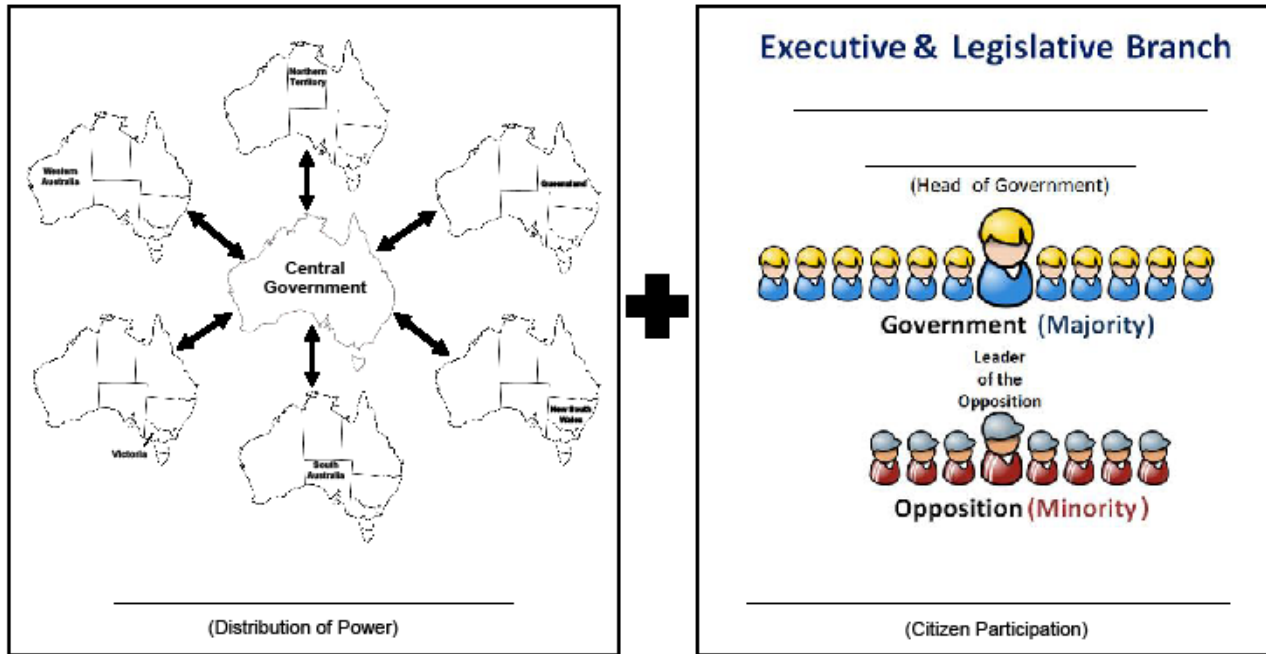 Northern
Territory
Western
Australia
Queensland
Central
Government
New South
Wales
Victoria
South
Australia
(Distribution of Power)
Executive & Legislative Branch
(Head of Government)
Government (Majority)
Leader
of the
Opposition
Opposition (Minority)
(Citizen Participation)